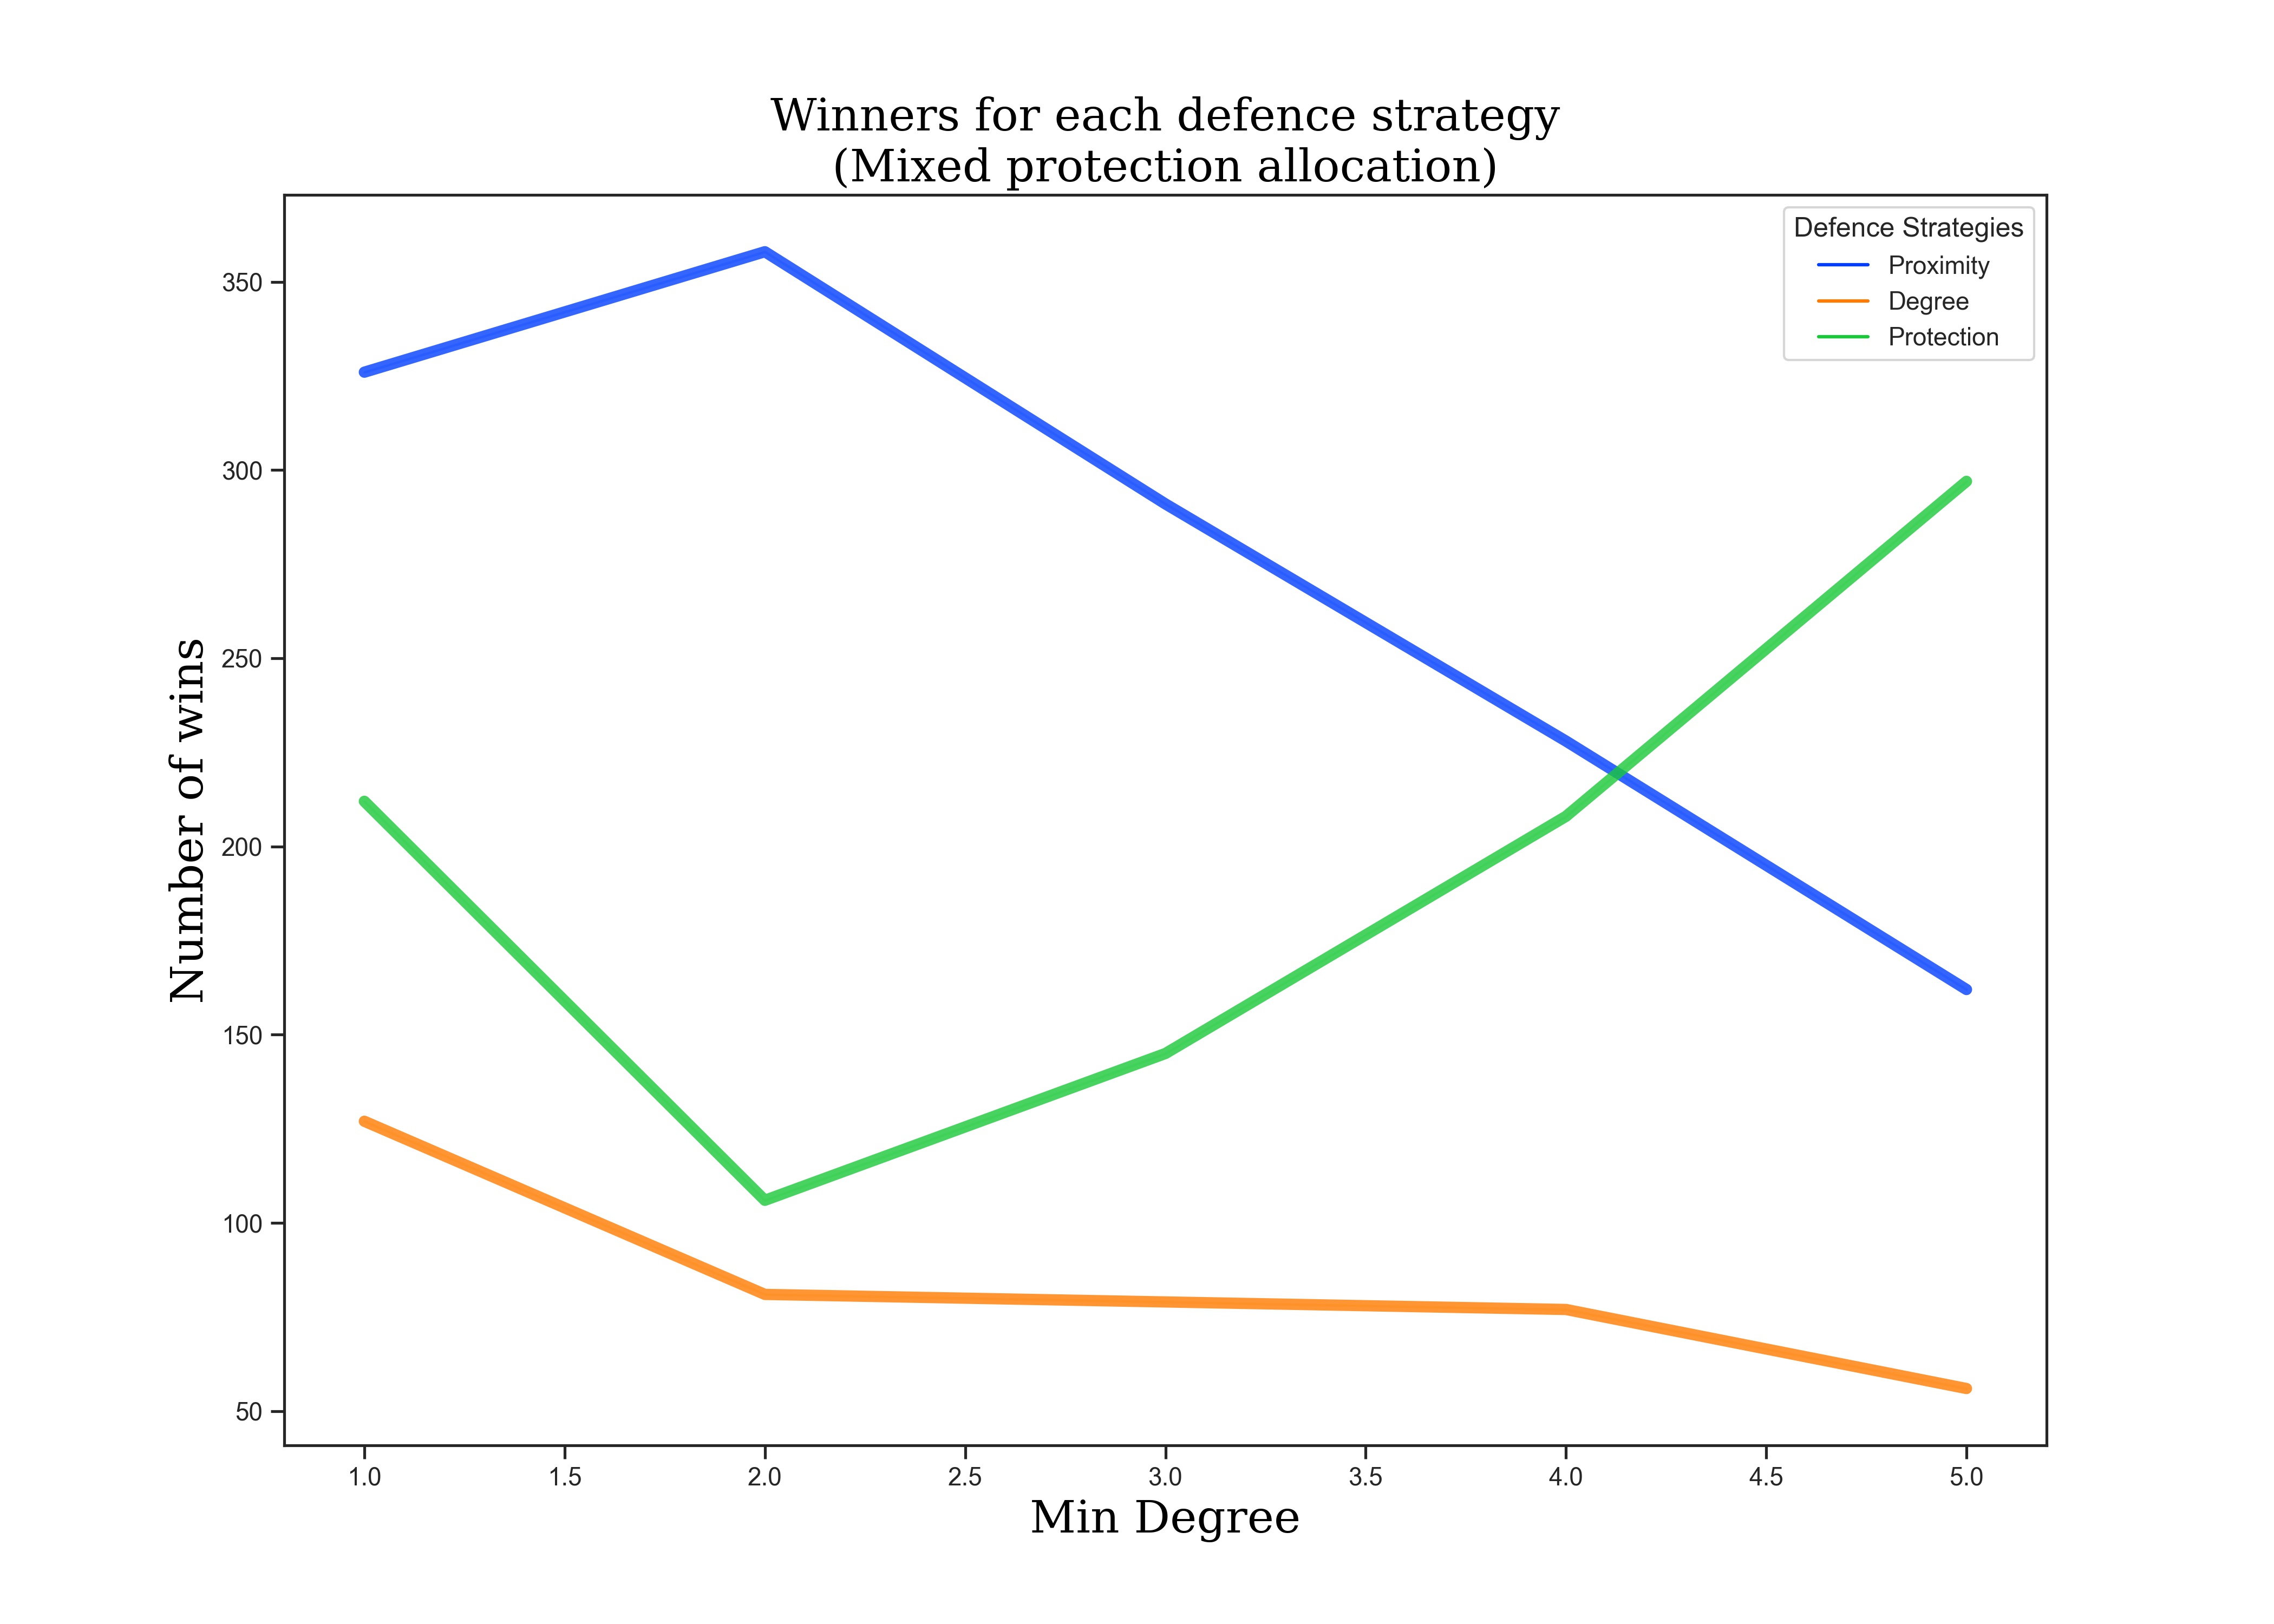 Winners for each defence strategy
(Mixed protection allocation)
Defence Strategies
Proximity
Degree
Protection
Number of wins
350
300
250
200
150
100
50
1.0 1.5 2.0 2.5 3.0 3.5 4.0 4.5 5.0
Min Degree